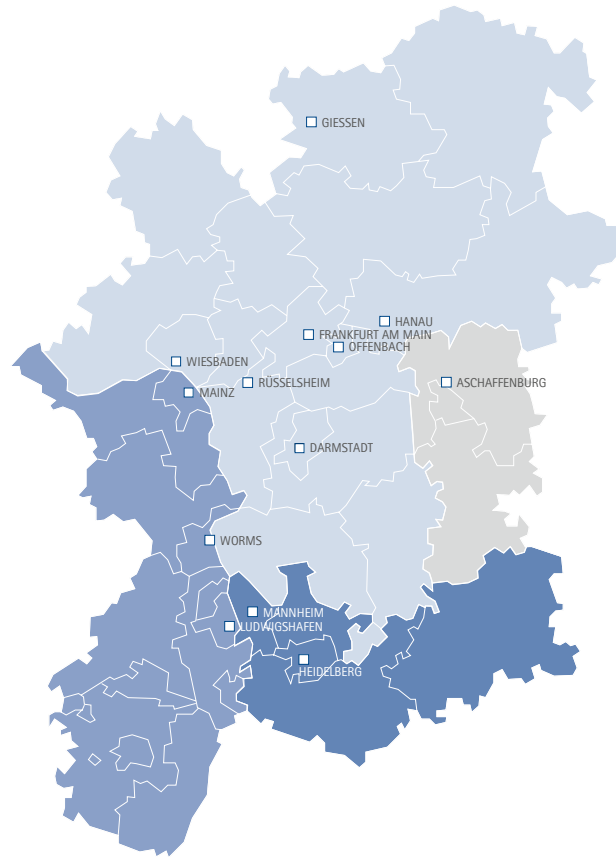 GIESSEN
HANAU
FRANKFURT AM MAIN
OFFENBACH
WIESBADEN
RÜSSELSHEIM
ASCHAFFENBURG
MAINZ
DARMSTADT
WORMS
MANNHEIM
LUDWIGSHAFEN
HEIDELBERG